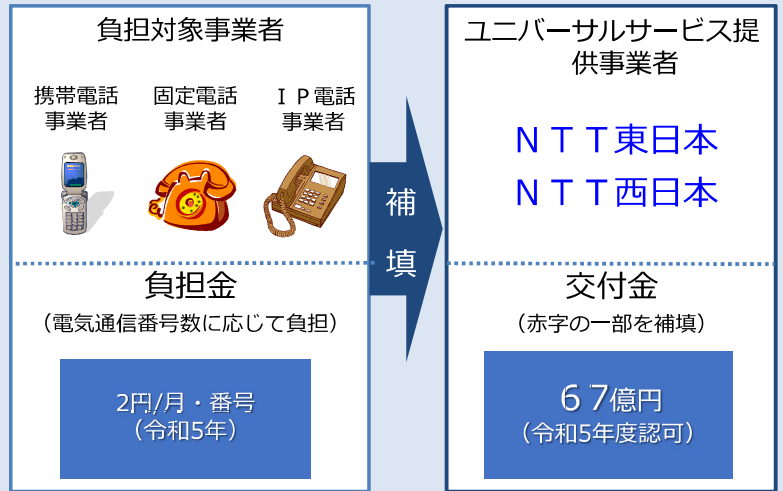 負担対象事業者
携帯電話
事業者
固定電話
事業者
ＩＰ電話
事業者
負担金
（電気通信番号数に応じて負担）
2円/月・番号
（令和5年）
補
填
ユニバーサルサービス提
供事業者
ＮＴＴ東日本
ＮＴＴ西日本
交付金
（赤字の一部を補填）
６７億円
（令和5年度認可）